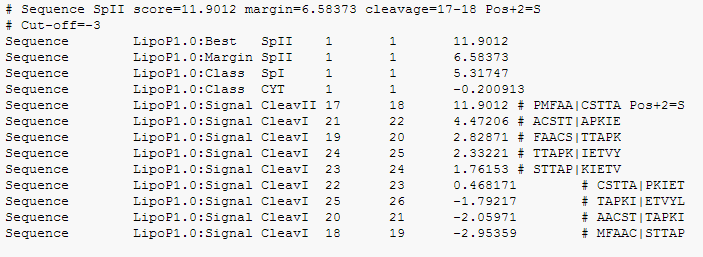 # Sequence SpII score=11.9012 margin=6.58373 cleavage=17-18 Pos+2=S
# Cut-off=-3
Sequence LipoP1.0:Best SpII 1 1 11.9012
Sequence LipoP1.0:Margin SpII 1 1 6.58373
Sequence LipoP1.0:Class SpI 1 1 5.31747
Sequence LipoP1.0:Class CYT 1 1 -0.200913
Sequence LipoP1.0:Signal CleavII 17 18 11.9012 # PMFAA|CSTTA Pos+2=S
Sequence LipoP1.0:Signal CleavI 21 22 4.47206 # ACSTT|APKIE
Sequence LipoP1.0:Signal CleavI 19 20 2.82871 # FAACS|TTAPK
Sequence LipoP1.0:Signal CleavI 24 25 2.33221 # TTAPK|IETVY
Sequence LipoP1.0:Signal CleavI 23 24 1.76153 # STTAP|KIETV
Sequence LipoP1.0:Signal CleavI 22 23 0.468171 # CSTTA|PKIET
Sequence LipoP1.0:Signal CleavI 25 26 -1.79217 # TAPKI|ETVYL
Sequence LipoP1.0:Signal CleavI 20 21 -2.05971 # AACST|TAPKI
Sequence LipoP1.0:Signal CleavI 18 19 -2.95359 # MFAAC|STTAP